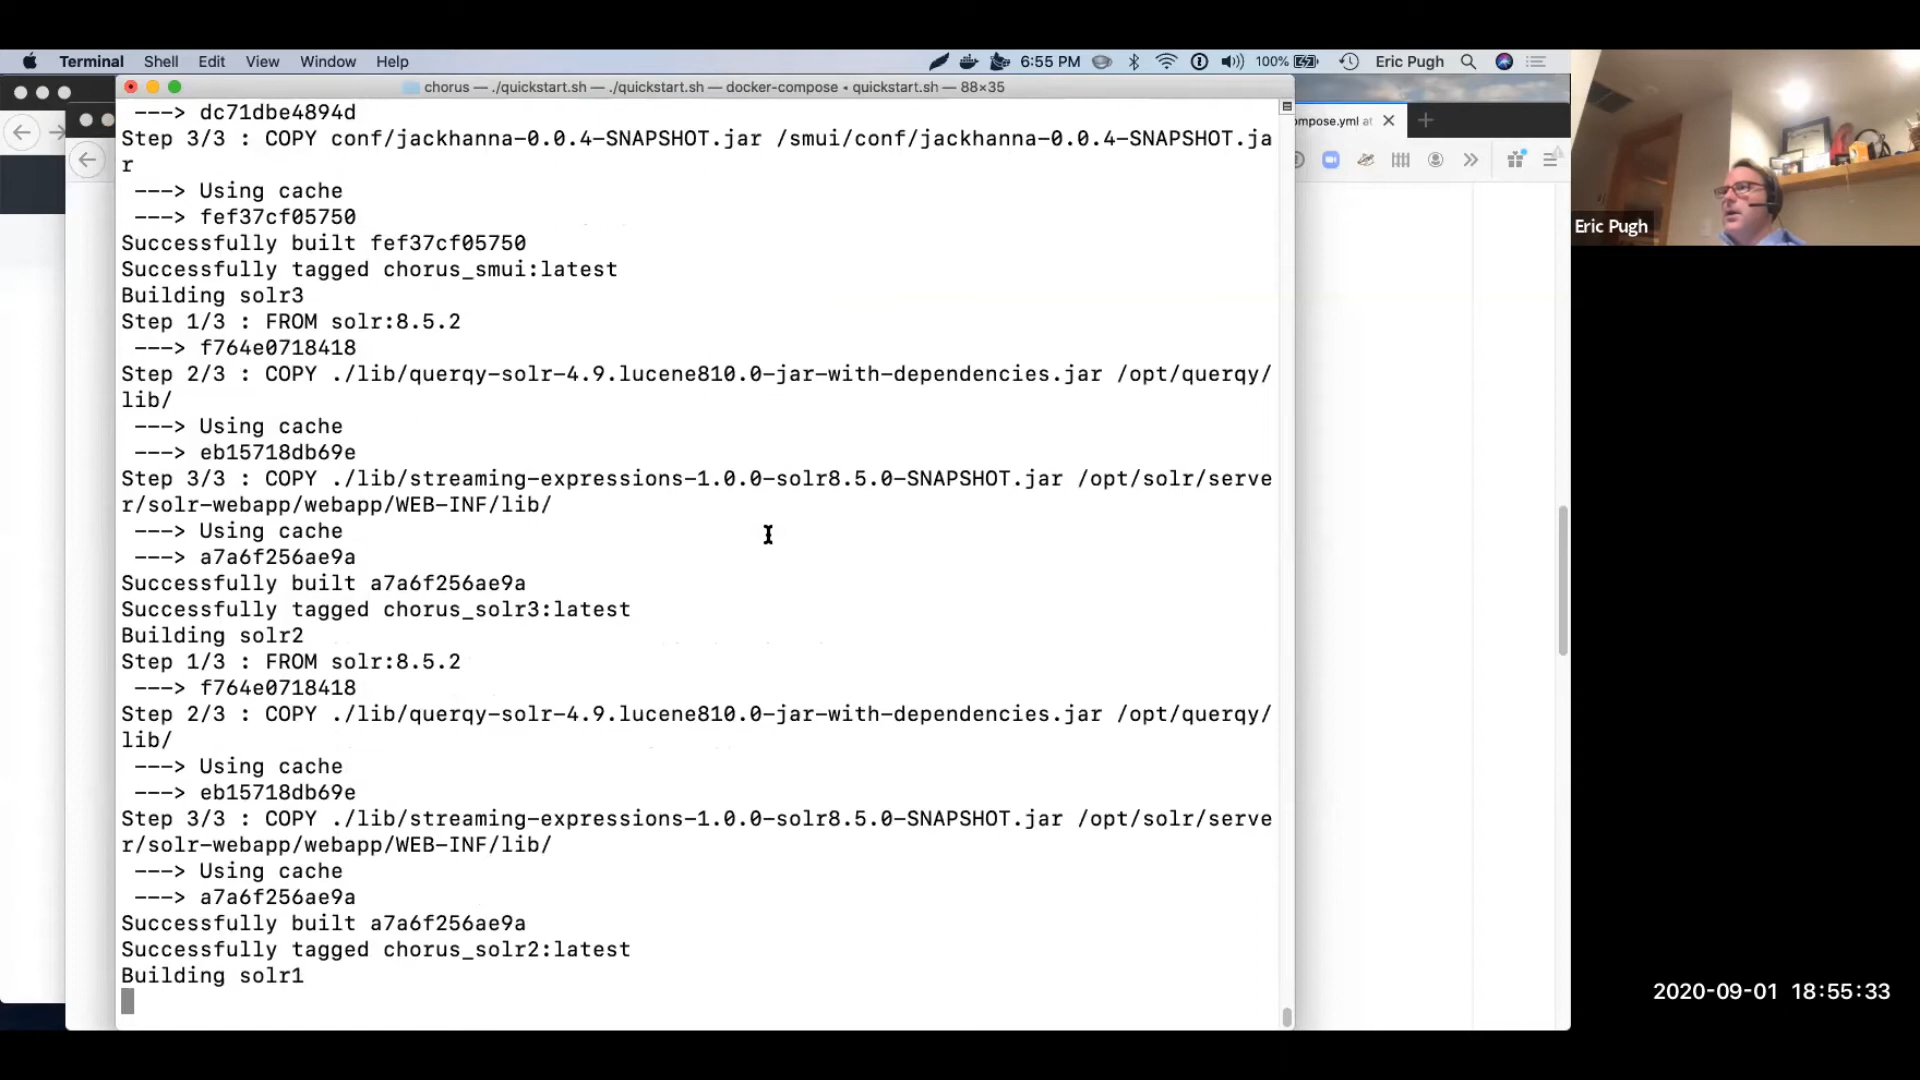 Terminal Shell Edit View Window Help 6:55 PM 100% Eric Pugh
chorus — ./quickstart.sh — ./quickstart.sh — docker-compose • quickstart.sh — 88×35
ompose.yml at
---> dc71dbe4894d
Step 3/3 : COPY conf/jackhanna-0.0.4-SNAPSHOT.jar /smui/conf/jackhanna-0.0.4-SNAPSHOT.ja
r
---> Using cache
---> fef37cf05750
Successfully built fef37cf05750
Successfully tagged chorus_smui:latest
Building solr3
Step 1/3 : FROM solr:8.5.2
---> f764e0718418
Step 2/3 : COPY ./lib/querqy-solr-4.9.lucene810.0-jar-with-dependencies.jar /opt/querqy/
lib/
---> Using cache
---> eb15718db69e
Step 3/3 : COPY ./lib/streaming-expressions-1.0.0-solr8.5.0-SNAPSHOT.jar /opt/solr/serve
r/solr-webapp/webapp/WEB-INF/lib/
---> Using cache
---> a7a6f256ae9a
Successfully built a7a6f256ae9a
Successfully tagged chorus_solr3:latest
Building solr2
Step 1/3 : FROM solr:8.5.2
---> f764e0718418
Step 2/3 : COPY ./lib/querqy-solr-4.9.lucene810.0-jar-with-dependencies.jar /opt/querqy/
lib/
---> Using cache
---> eb15718db69e
Step 3/3 : COPY ./lib/streaming-expressions-1.0.0-solr8.5.0-SNAPSHOT.jar /opt/solr/serve
r/solr-webapp/webapp/WEB-INF/lib/
---> Using cache
---> a7a6f256ae9a
Successfully built a7a6f256ae9a
Successfully tagged chorus_solr2:latest
Building solr1
Eric Pugh
2020-09-01 18:55:33